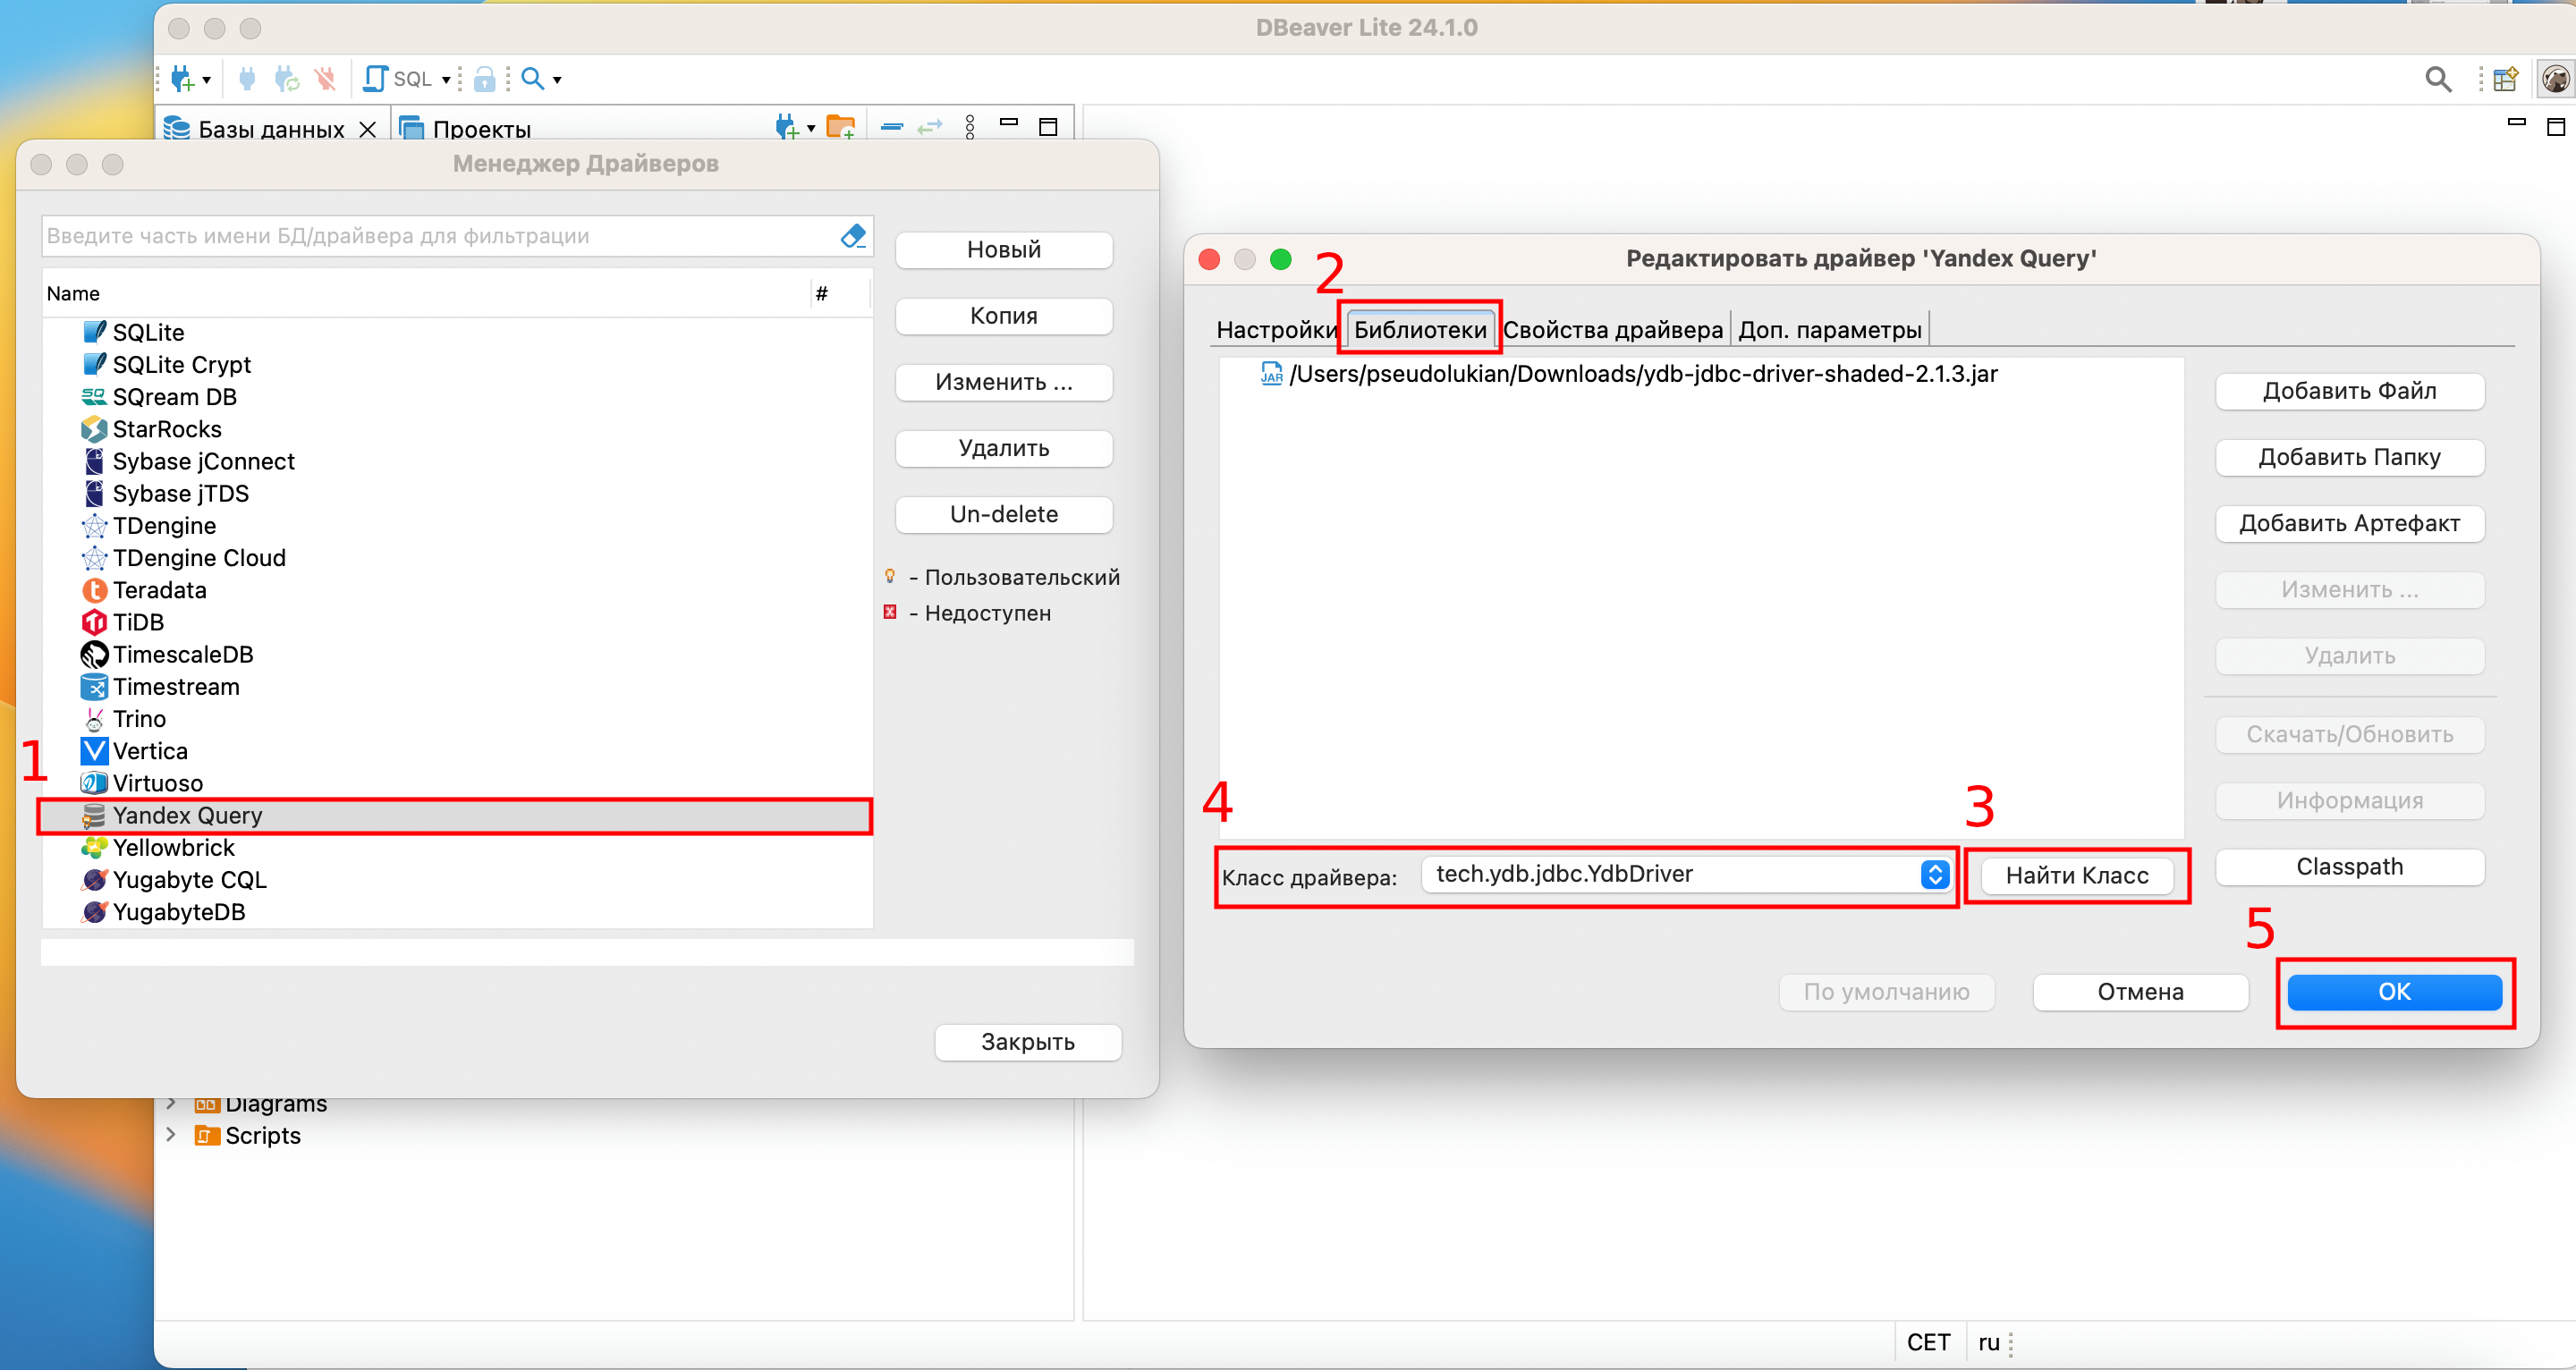 DBeaver Lite 24.1.0
SQL
Базы данных
Проекты
Менеджер Драйверов
Введите часть имени БД/драйвера для фильтрации
Name #
SQLite
SQLite Crypt
SQream DB
StarRocks
Sybase jConnect
Sybase jTDS
TDengine
TDengine Cloud
Teradata
TiDB
TimescaleDB
Timestream
Trino
Vertica
1
Virtuoso
Yandex Query
Yellowbrick
Yugabyte CQL
YugabyteDB
Новый
Копия
Изменить ...
Удалить
Un-delete
- Пользовательский
- Недоступен
Закрыть
Diagrams
Scripts
Редактировать драйвер 'Yandex Query'
2
Настройки Библиотеки Свойства драйвера Доп. параметры
JAR /Users/pseudolukian/Downloads/ydb-jdbc-driver-shaded-2.1.3.jar
Добавить Файл
Добавить Папку
Добавить Артефакт
Изменить ...
Удалить
Скачать/Обновить
Информация
Classpath
4
3
Класс драйвера: tech.ydb.jdbc.YdbDriver Найти Класс
5
По умолчанию Отмена ОК
CET ru